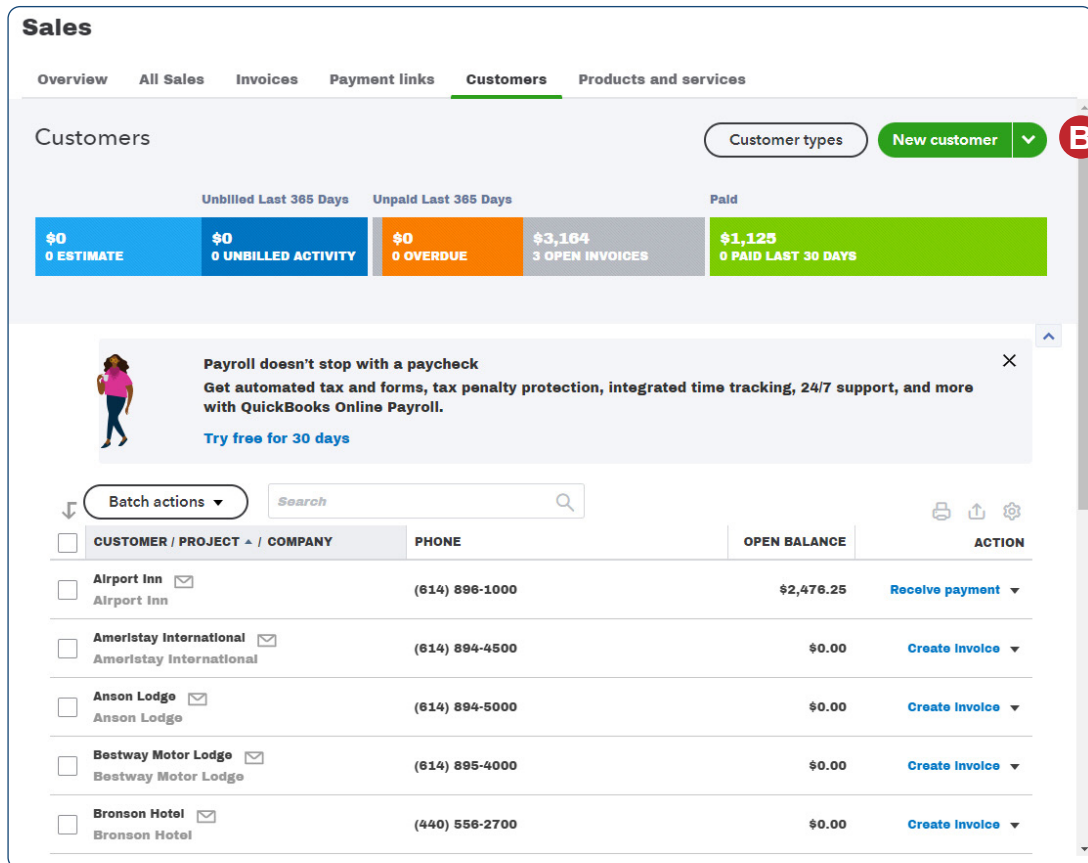 Sales
Overview All Sales Invoices Payment links Customers Products and services
Customers
Customer types
New customer
B
Unbilled Last 365 Days Unpaid Last 365 Days Paid
$0 $0 $0 $3,164 $1,125
0 ESTIMATE 0 UNBILLED ACTIVITY 0 OVERDUE 3 OPEN INVOICES 0 PAID LAST 30 DAYS
Payroll doesn't stop with a paycheck
Get automated tax and forms, tax penalty protection, integrated time tracking, 24/7 support, and more
with QuickBooks Online Payroll.
Try free for 30 days
Batch actions Search
CUSTOMER / PROJECT / COMPANY PHONE OPEN BALANCE ACTION
Airport Inn
Airport Inn
(614) 896-1000 $2,476.25 Receive payment
Ameristay International
Ameristay International
(614) 894-4500 $0.00 Create invoice
Anson Lodge
Anson Lodge
(614) 894-5000 $0.00 Create invoice
Bestway Motor Lodge
Bestway Motor Lodge
(614) 895-4000 $0.00 Create invoice
Bronson Hotel
Bronson Hotel
(440) 556-2700 $0.00 Create invoice